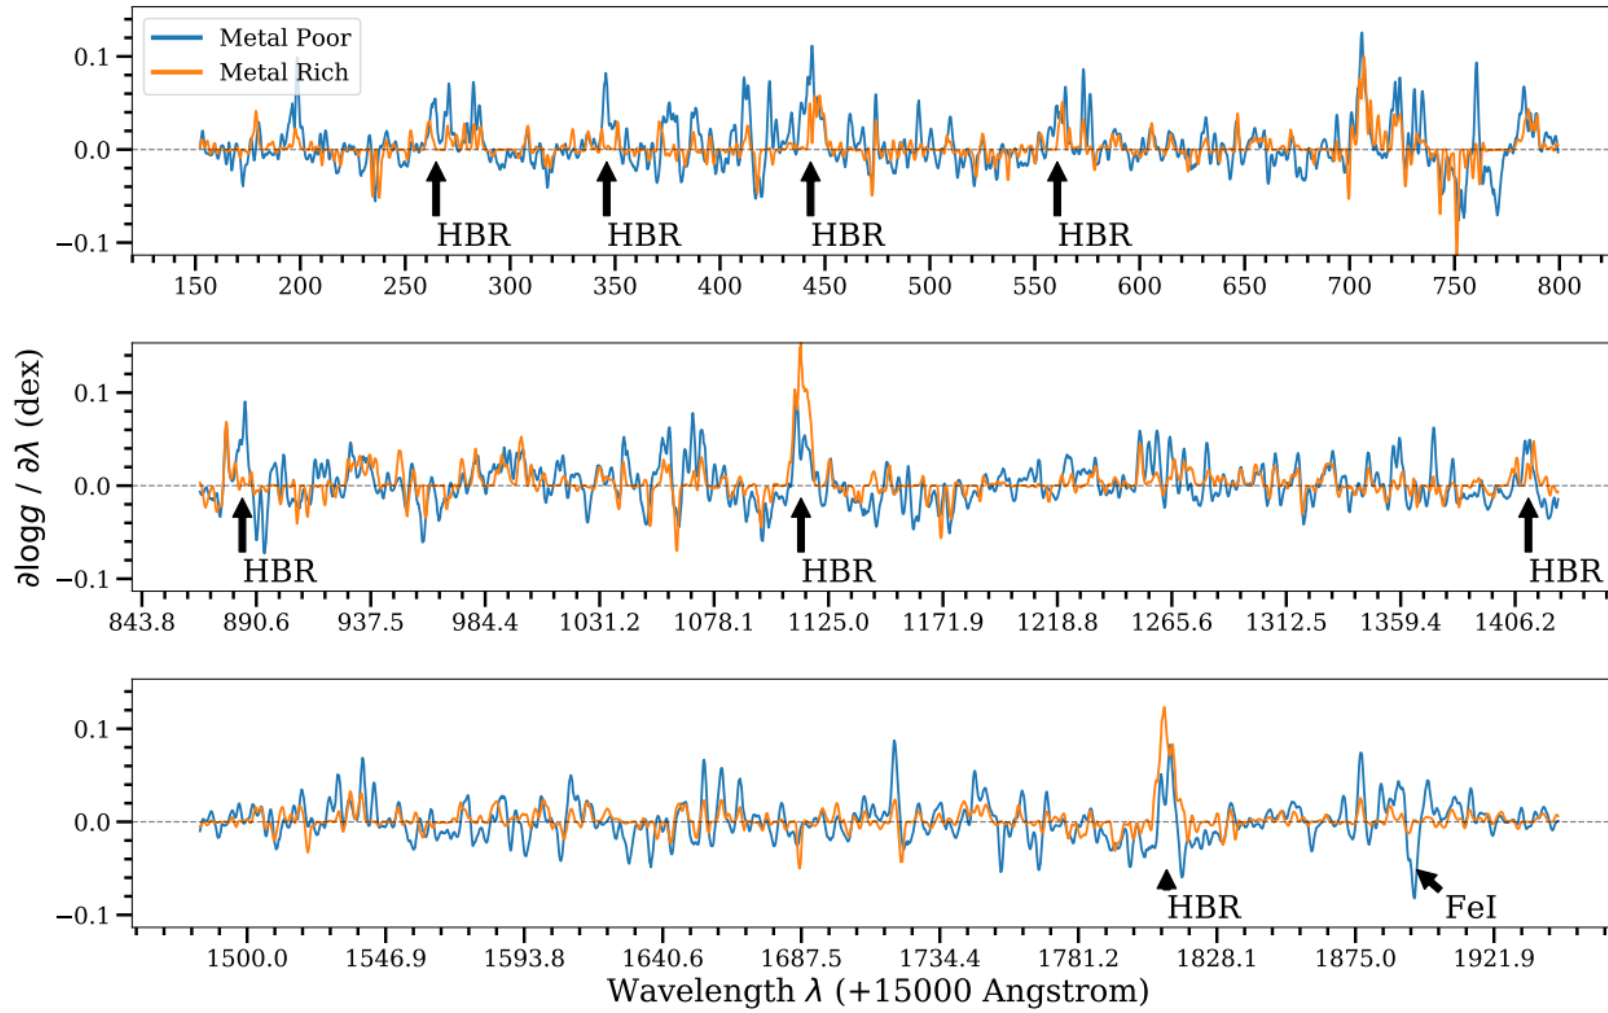 Metal Poor
Metal Rich
0.1
0.0
−0.1
HBR HBR HBR HBR
150 200 250 300 350 400 450 500 550 600 650 700 750 800
∂logg / ∂λ (dex)
0.1
0.0
−0.1
HBR HBR HBR
843.8 890.6 937.5 984.4 1031.2 1078.1 1125.0 1171.9 1218.8 1265.6 1312.5 1359.4 1406.2
0.1
0.0
−0.1
HBR FeI
1500.0 1546.9 1593.8 1640.6 1687.5 1734.4 1781.2 1828.1 1875.0 1921.9
Wavelength λ (+15000 Angstrom)